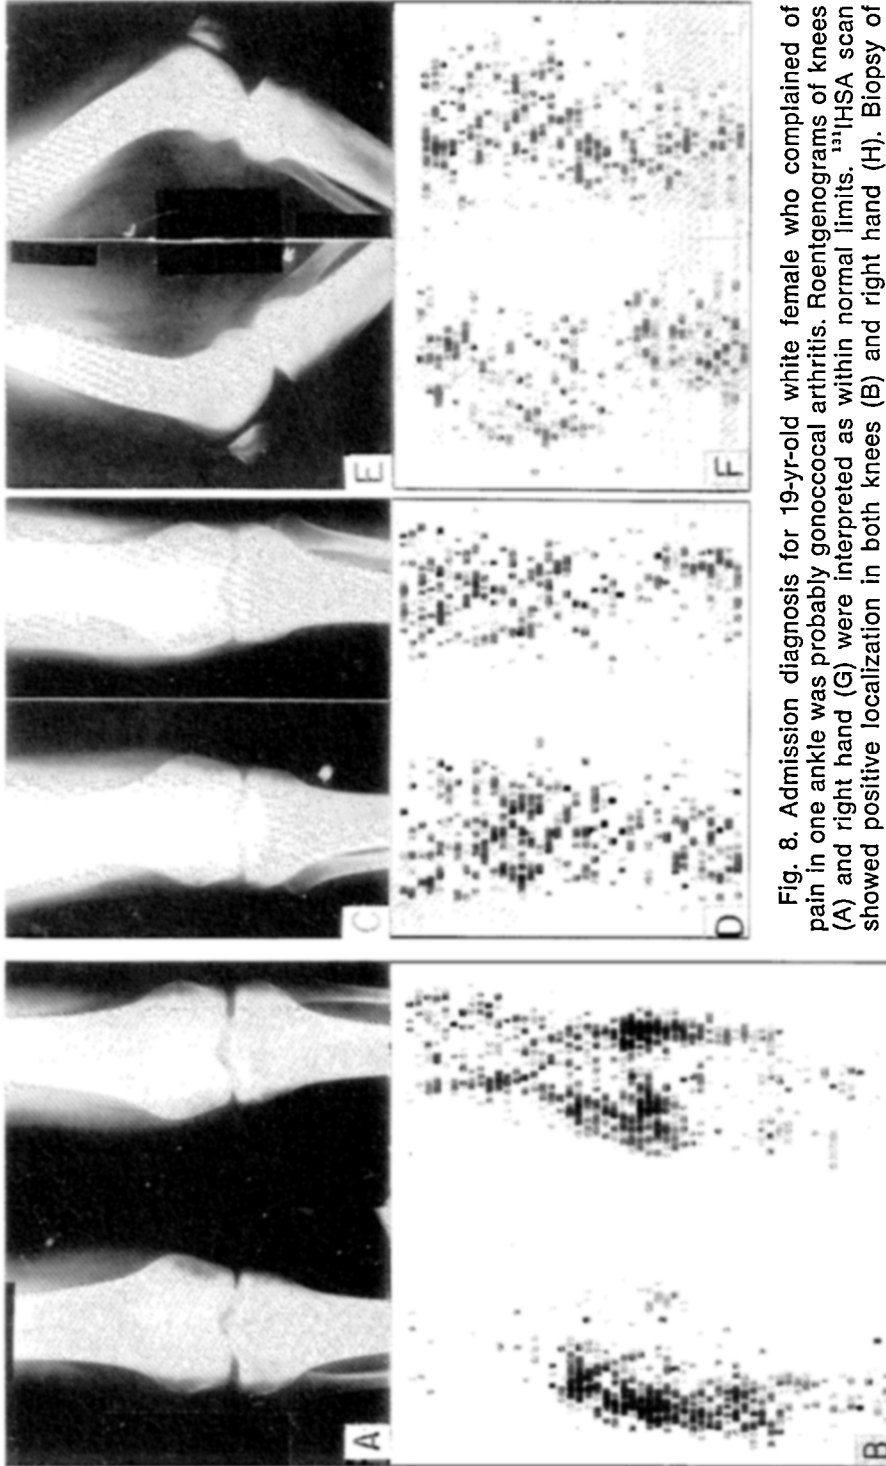 A
C
E
B
D
F
Fig. 8. Admission diagnosis for 19-yr-old white female who complained of
pain in one ankle was probably gonoccocal arthritis. Roentgenograms of knees
(A) and right hand (G) were interpreted as within normal limits. ¹³¹IHSA scan
showed positive localization in both knees (B) and right hand (H). Biopsy of